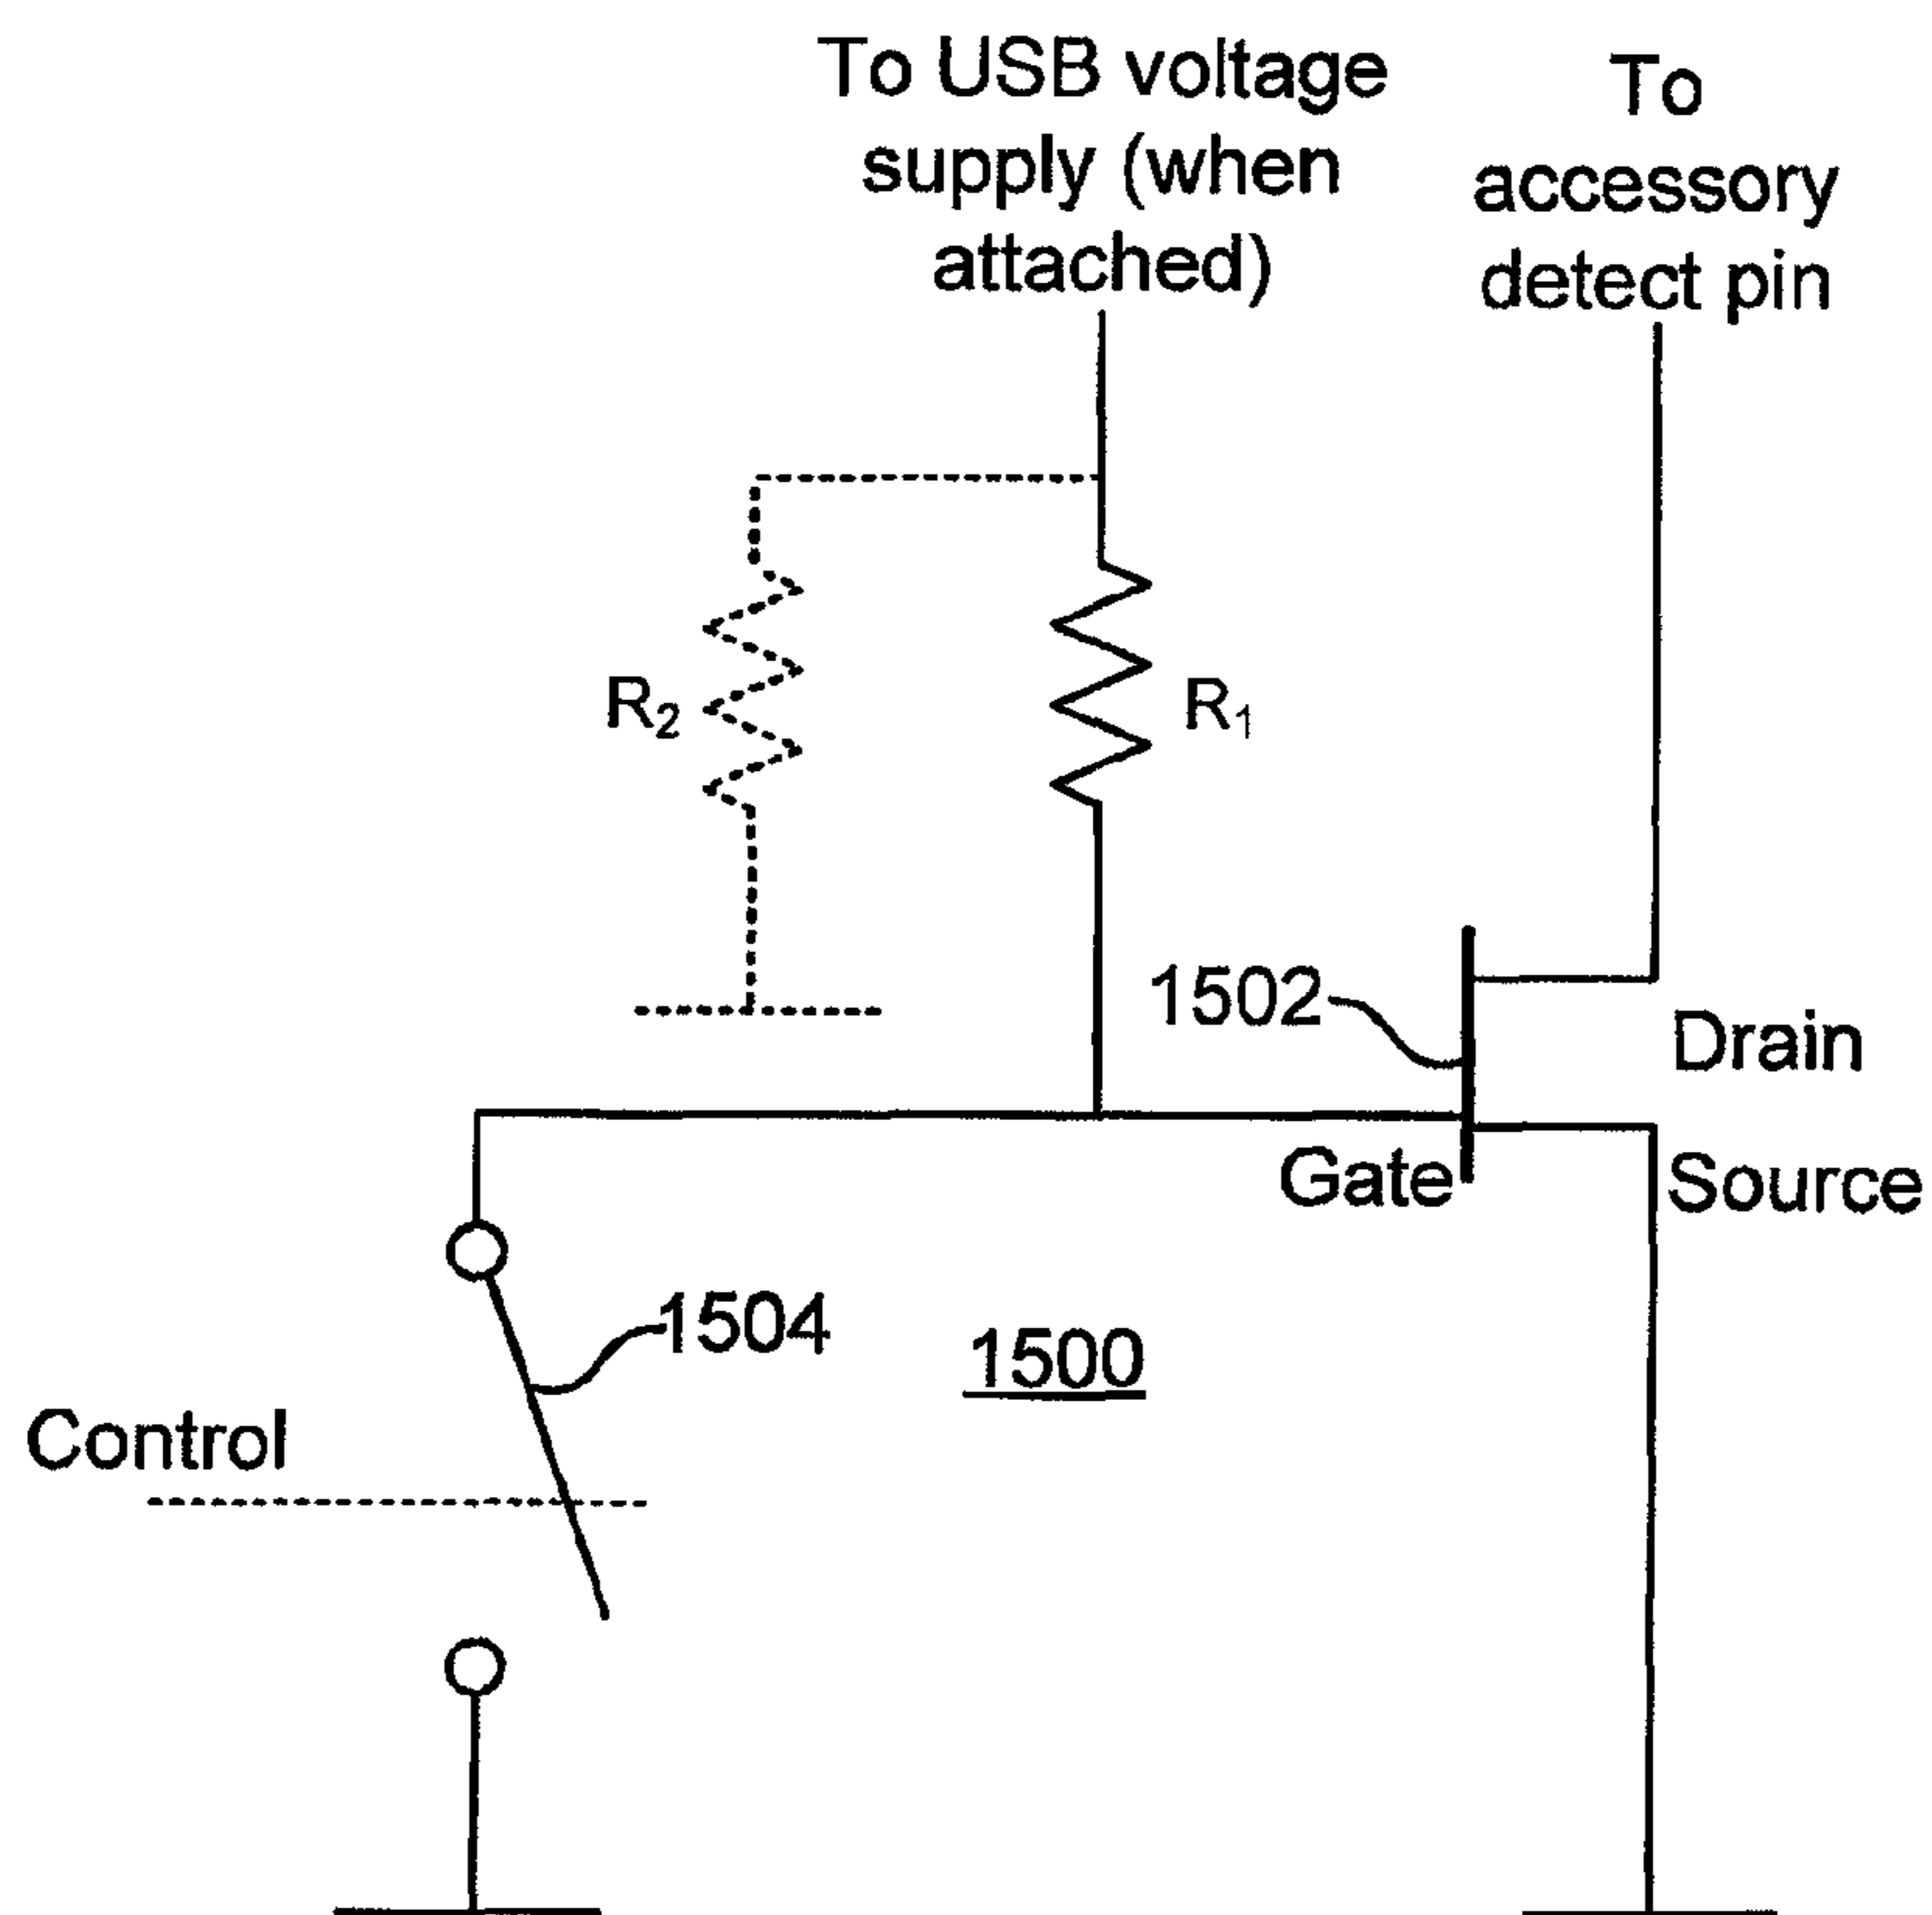 To USB voltage
supply (when
attached)
To
accessory
detect pin
R2
R1
1502
Drain
Gate
Source
1504
1500
Control